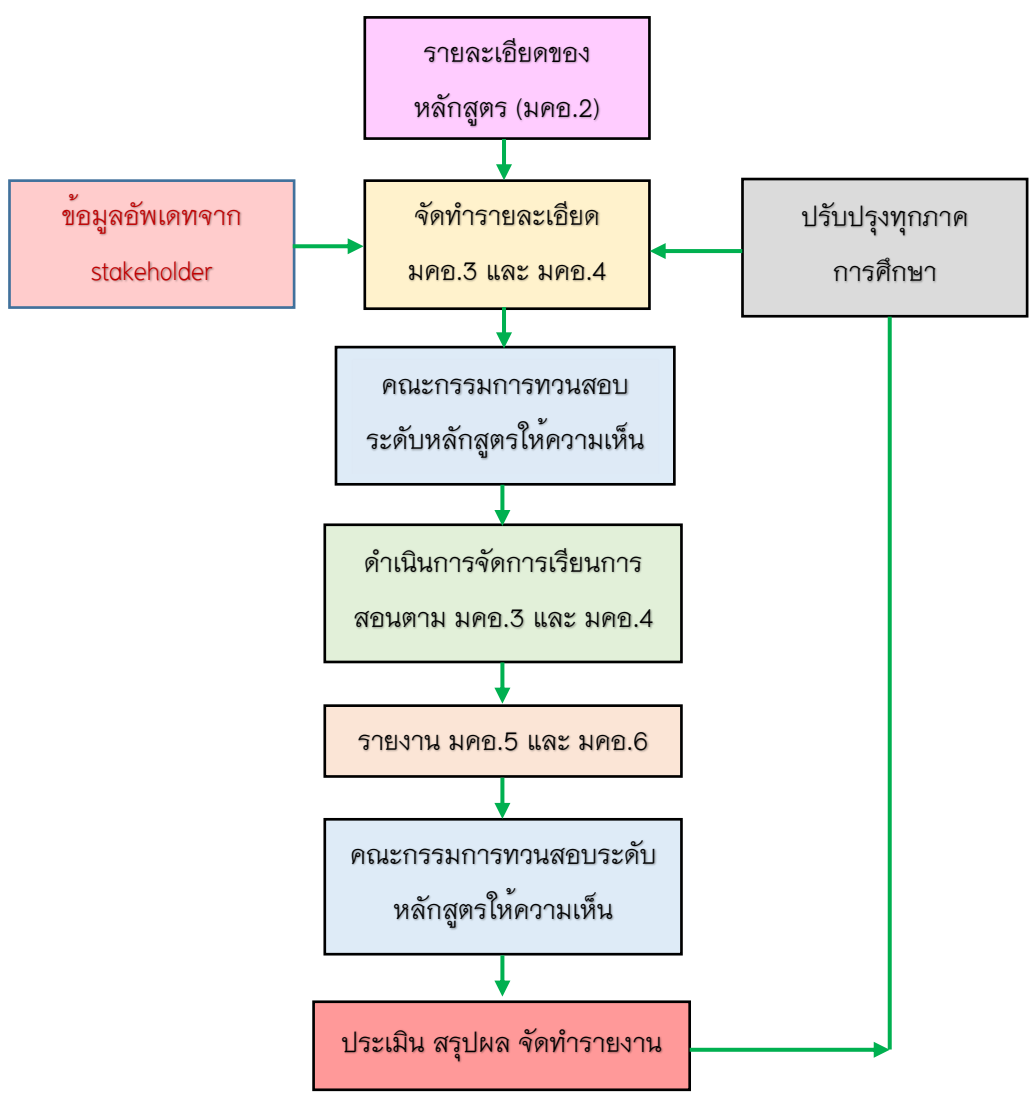 รายละเอียดของ
หลักสูตร (มคอ.2)
ข้อมูลอัพเดทจาก
stakeholder
จัดทำรายละเอียด
มคอ.3 และ มคอ.4
ปรับปรุงทุกภาค
การศึกษา
คณะกรรมการทวนสอบ
ระดับหลักสูตรให้ความเห็น
ดำเนินการจัดการเรียนการ
สอนตาม มคอ.3 และ มคอ.4
รายงาน มคอ.5 และ มคอ.6
คณะกรรมการทวนสอบระดับ
หลักสูตรให้ความเห็น
ประเมิน สรุปผล จัดทำรายงาน